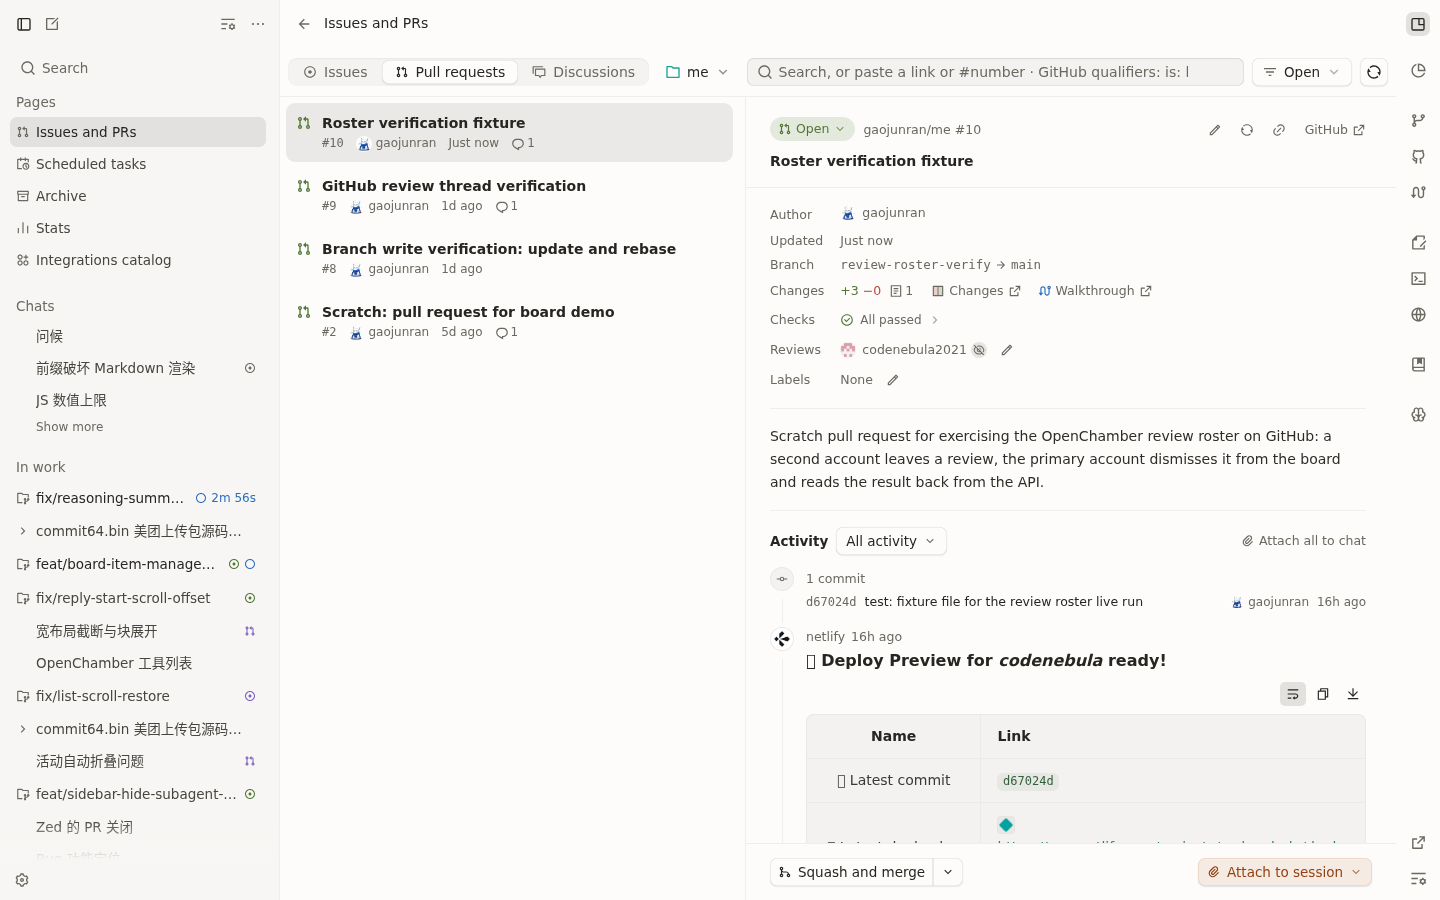 Search
Pages
Issues and PRs
Scheduled tasks
Archive
Stats
Integrations catalog
Chats
问候
前缀破坏 Markdown 渲染
JS 数值上限
Show more
In work
fix/reasoning-summ... 2m 56s
commit64.bin 美团上传包源码...
feat/board-item-manage...
fix/reply-start-scroll-offset
宽布局截断与块展开
OpenChamber 工具列表
fix/list-scroll-restore
commit64.bin 美团上传包源码...
活动自动折叠问题
feat/sidebar-hide-subagent-...
Zed 的 PR 关闭
Issues and PRs
Issues Pull requests Discussions me
Search, or paste a link or #number · GitHub qualifiers: is: l
Open
Roster verification fixture
#10 gaojunran Just now 1
GitHub review thread verification
#9 gaojunran 1d ago 1
Branch write verification: update and rebase
#8 gaojunran 1d ago
Scratch: pull request for board demo
#2 gaojunran 5d ago 1
Open gaojunran/me #10 GitHub
Roster verification fixture
Author gaojunran
Updated Just now
Branch review-roster-verify → main
Changes +3 −0 1 Changes Walkthrough
Checks All passed
Reviews codenebula2021
Labels None
Scratch pull request for exercising the OpenChamber review roster on GitHub: a
second account leaves a review, the primary account dismisses it from the board
and reads the result back from the API.
Activity All activity Attach all to chat
1 commit
d67024d test: fixture file for the review roster live run gaojunran 16h ago
netlify 16h ago
Deploy Preview for codenebula ready!
Name Link
Latest commit d67024d
Squash and merge
Attach to session